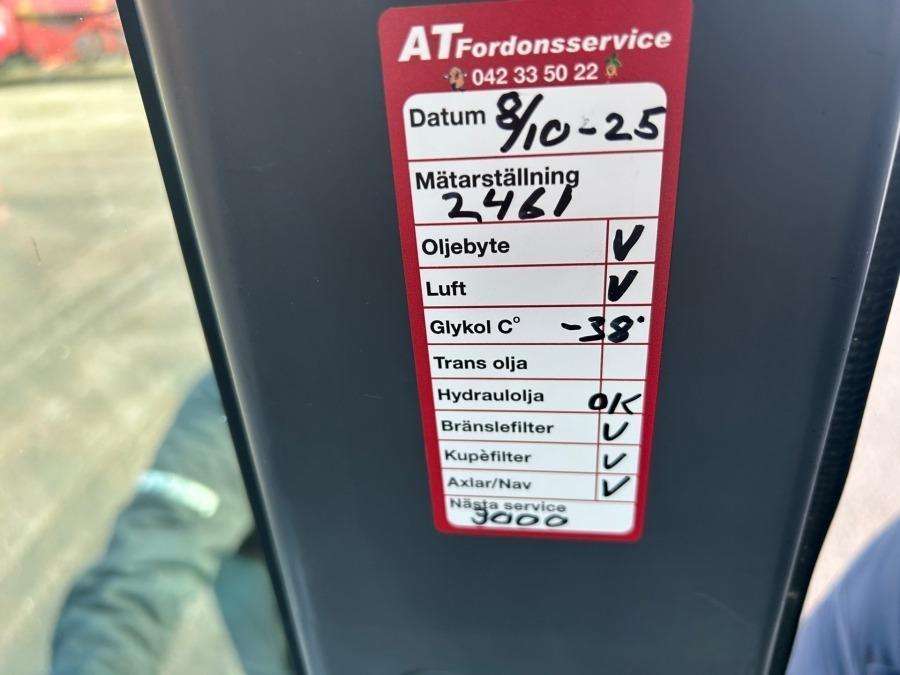 ATFordonsservice
042 33 50 22
Datum 8/10-25
Mätarställning
2461
Oljebyte V
Luft V
Glykol C° -38°
Trans olja
Hydraulolja OK
Bränslefilter V
Kupèfilter V
Axlar/Nav V
Nästa service
3000